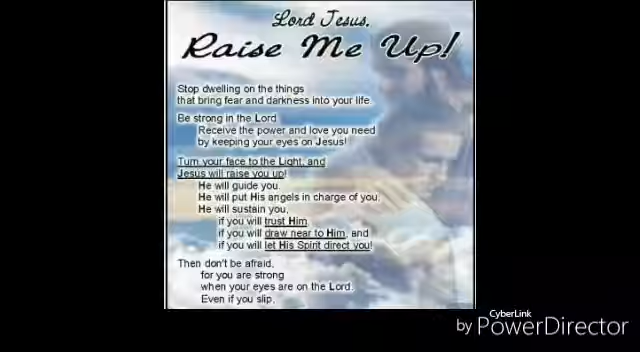 Lord Jesus,
Raise Me Up!
Stop dwelling on the things
that bring fear and darkness into your life.
Be strong in the Lord
Receive the power and love you need
by keeping your eyes on Jesus!
Turn your face to the Light, and
Jesus will raise you up!
He will guide you.
He will put His angels in charge of you.
He will sustain you,
if you will trust Him,
if you will draw near to Him, and
if you will let His Spirit direct you!
Then don't be afraid,
for you are strong
when your eyes are on the Lord.
Even if you slip,
CyberLink
by PowerDirector